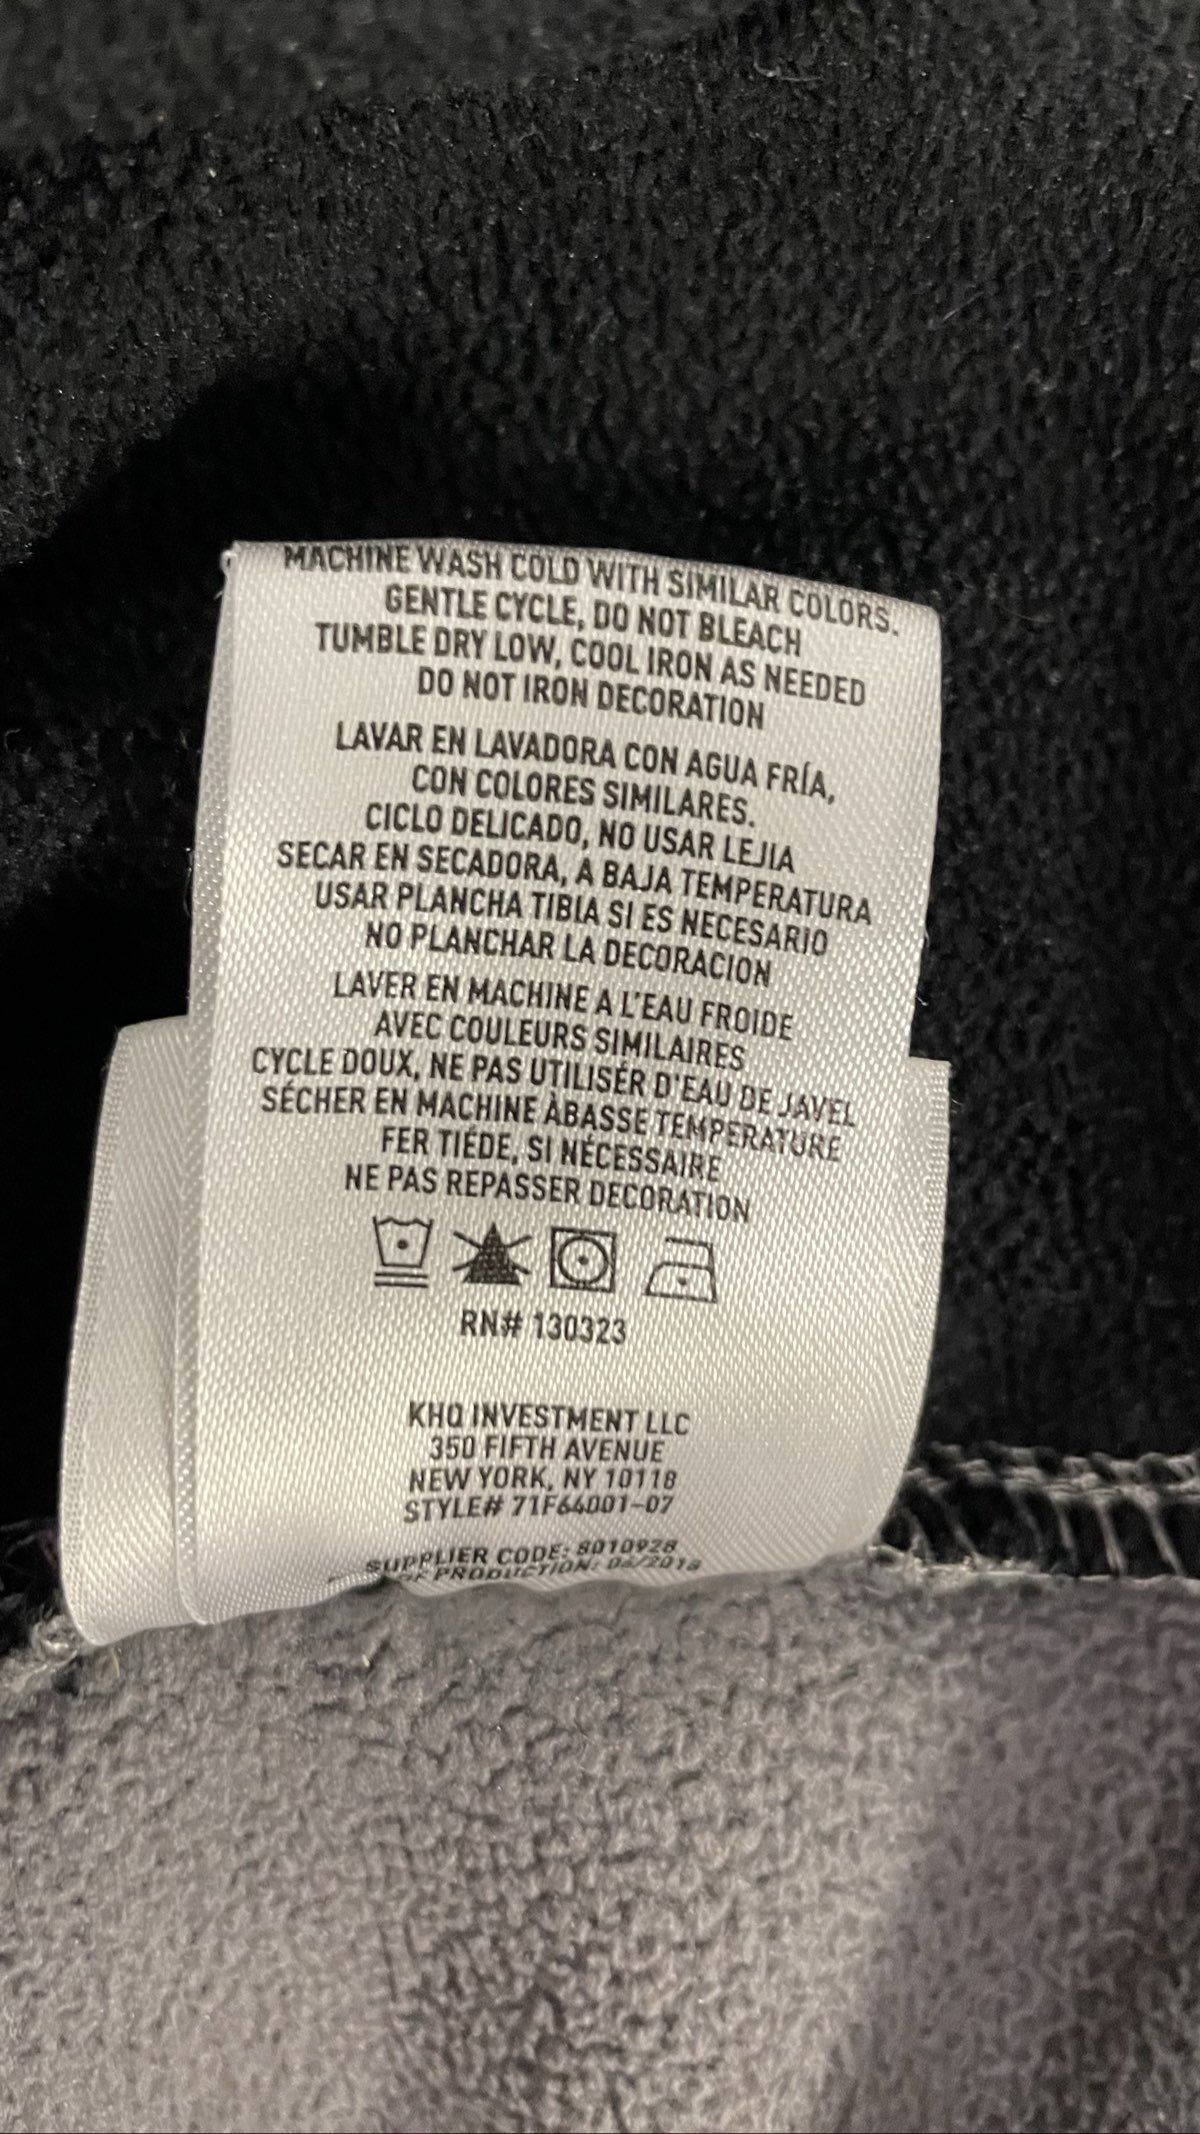 MACHINE WASH COLD WITH SIMILAR COLORS.
GENTLE CYCLE, DO NOT BLEACH
TUMBLE DRY LOW, COOL IRON AS NEEDED
DO NOT IRON DECORATION
LAVAR EN LAVADORA CON AGUA FRÍA,
CON COLORES SIMILARES.
CICLO DELICADO, NO USAR LEJIA
SECAR EN SECADORA, A BAJA TEMPERATURA
USAR PLANCHA TIBIA SI ES NECESARIO
NO PLANCHAR LA DECORACION
LAVER EN MACHINE A L'EAU FROIDE
AVEC COULEURS SIMILAIRES
CYCLE DOUX, NE PAS UTILISÉR D'EAU DE JAVEL
SÉCHER EN MACHINE ÀBASSE TEMPERATURE
FER TIÉDE, SI NÉCESSAIRE
NE PAS REPASSER DECORATION
RN# 130323
KHQ INVESTMENT LLC
350 FIFTH AVENUE
NEW YORK, NY 10118
STYLE# 71F64001-07
SUPPLIER CODE: 8010928
PRODUCTION: 06/2018